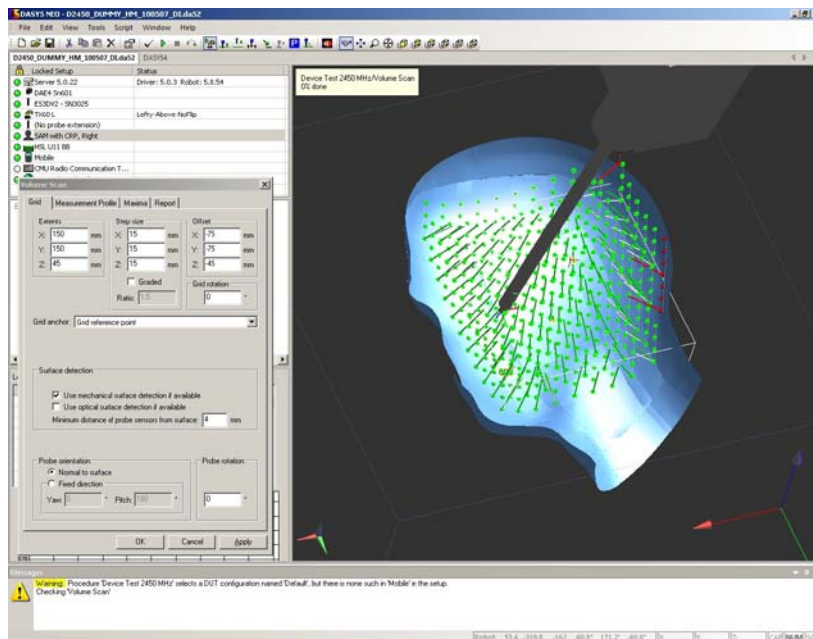 DASYS NEO - D2450_DUMMY_HM_100507_DI.da52
File Edit View Tools Script Window Help
D2450_DUMMY_HM_100507_DI.da52 DASY54
Locked Setup Status
Server 5.0.22 Driver: 5.0.3 Robot: 5.8:54
DAE4 Sn601
ES3DV2 - SN3025
TX60 L Lefty-Above-NoFlip
(No probe extension)
SAM with CRP, Right
HSL U11 BB
Mobile
CMU Radio Communication T...
Device Test 2450 MHz/Volume Scan
0% done
Volume Scan
Grid Measurement Profile Maxima Report
Extents Step size Offset
X: 150 mm X: 15 mm X: -75 mm
Y: 150 mm Y: 15 mm Y: -75 mm
Z: 45 mm Z: 15 mm Z: -45 mm
Graded Grid rotation
Ratio: 1.5 0 °
Grid anchor: Grid reference point
Surface detection
Use mechanical surface detection if available
Use optical surface detection if available
Minimum distance of probe sensors from surface: 4 mm
Probe orientation Probe rotation
Normal to surface
Fixed direction
Yaw: 0 ° Pitch: 180 ° 0 °
OK Cancel Apply
Messages
Warning: Procedure 'Device Test 2450 MHz' selects a DUT configuration named 'Default', but there is none such in 'Mobile' in the setup.
Checking 'Volume Scan'